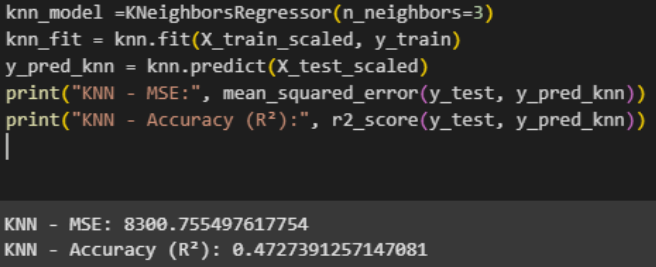 knn_model =KNeighborsRegressor(n_neighbors=3)
knn_fit = knn.fit(X_train_scaled, y_train)
y_pred_knn = knn.predict(X_test_scaled)
print("KNN - MSE:", mean_squared_error(y_test, y_pred_knn))
print("KNN - Accuracy (R²):", r2_score(y_test, y_pred_knn))
KNN - MSE: 8300.755497617754
KNN - Accuracy (R²): 0.4727391257147081